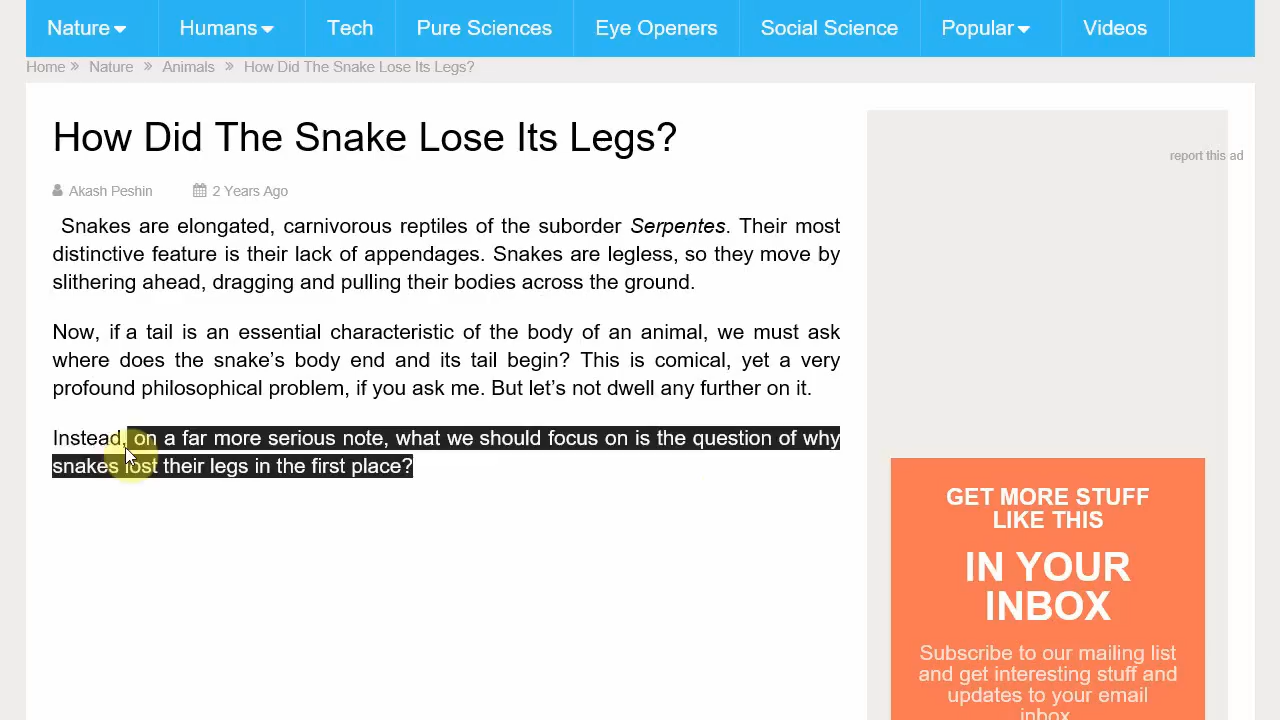 Nature Humans Tech Pure Sciences Eye Openers Social Science Popular Videos
Home » Nature » Animals » How Did The Snake Lose Its Legs?
How Did The Snake Lose Its Legs?
report this ad
Akash Peshin 2 Years Ago
Snakes are elongated, carnivorous reptiles of the suborder Serpentes. Their most
distinctive feature is their lack of appendages. Snakes are legless, so they move by
slithering ahead, dragging and pulling their bodies across the ground.
Now, if a tail is an essential characteristic of the body of an animal, we must ask
where does the snake’s body end and its tail begin? This is comical, yet a very
profound philosophical problem, if you ask me. But let’s not dwell any further on it.
Instead, on a far more serious note, what we should focus on is the question of why
snakes lost their legs in the first place?
GET MORE STUFF
LIKE THIS
IN YOUR
INBOX
Subscribe to our mailing list
and get interesting stuff and
updates to your email
inbox.